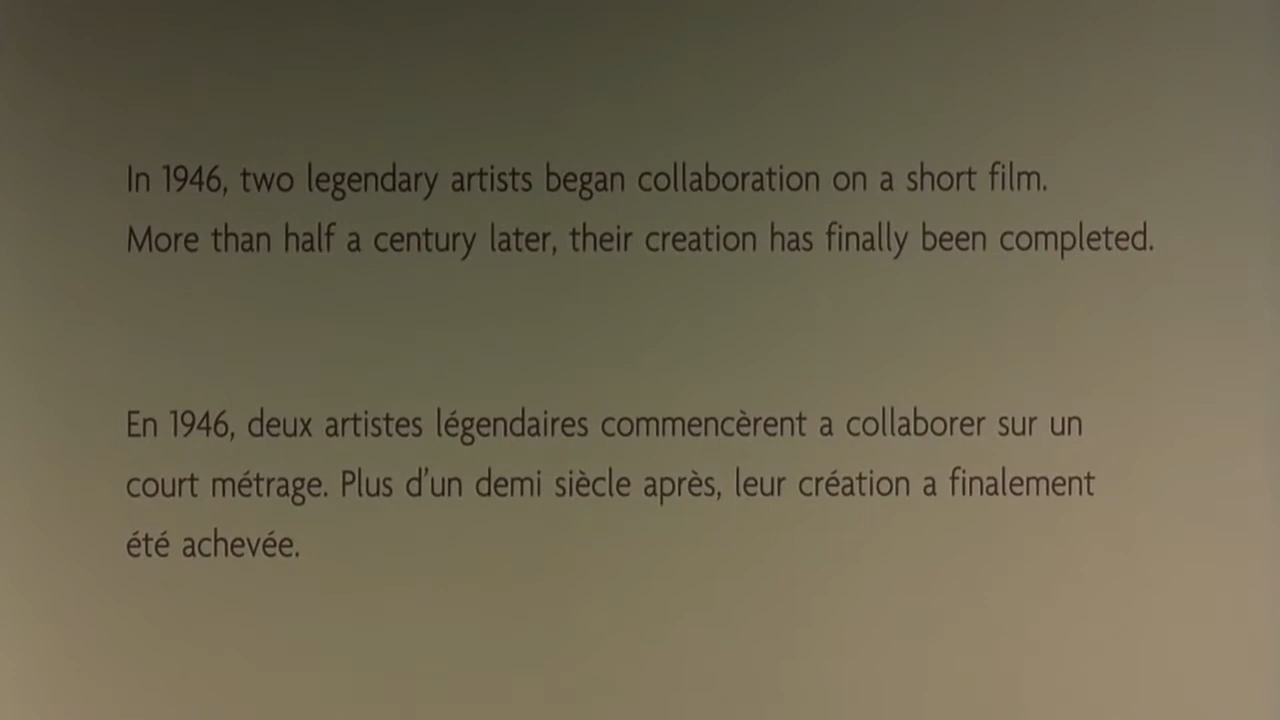 In 1946, two legendary artists began collaboration on a short film.
More than half a century later, their creation has finally been completed.
En 1946, deux artistes légendaires commencèrent a collaborer sur un
court métrage. Plus d'un demi siècle après, leur création a finalement
été achevée.